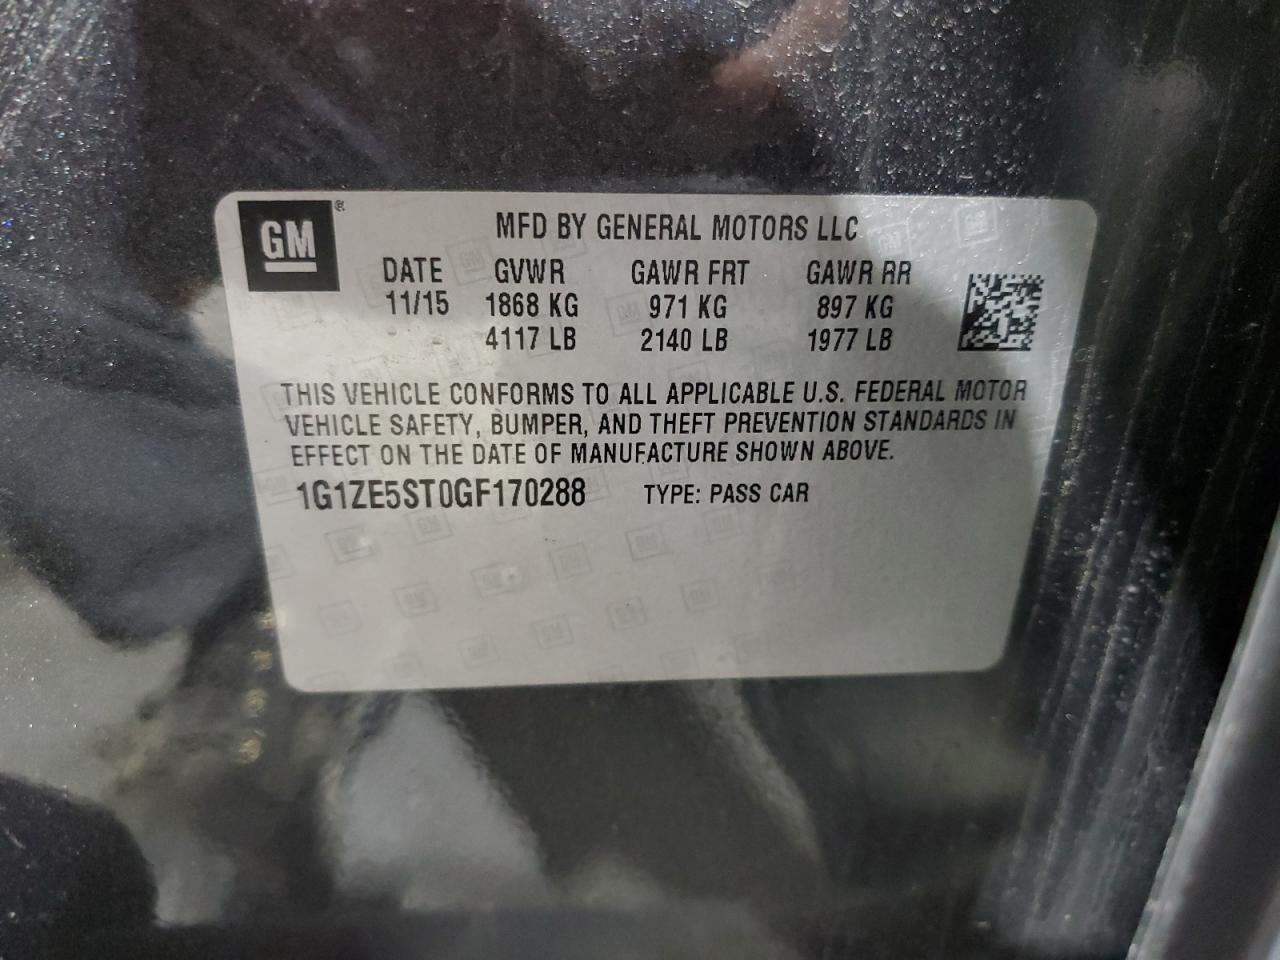 GM ®
MFD BY GENERAL MOTORS LLC
DATE GVWR GAWR FRT GAWR RR
11/15 1868 KG 971 KG 897 KG
4117 LB 2140 LB 1977 LB
THIS VEHICLE CONFORMS TO ALL APPLICABLE U.S. FEDERAL MOTOR
VEHICLE SAFETY, BUMPER, AND THEFT PREVENTION STANDARDS IN
EFFECT ON THE DATE OF MANUFACTURE SHOWN ABOVE.
1G1ZE5ST0GF170288 TYPE: PASS CAR